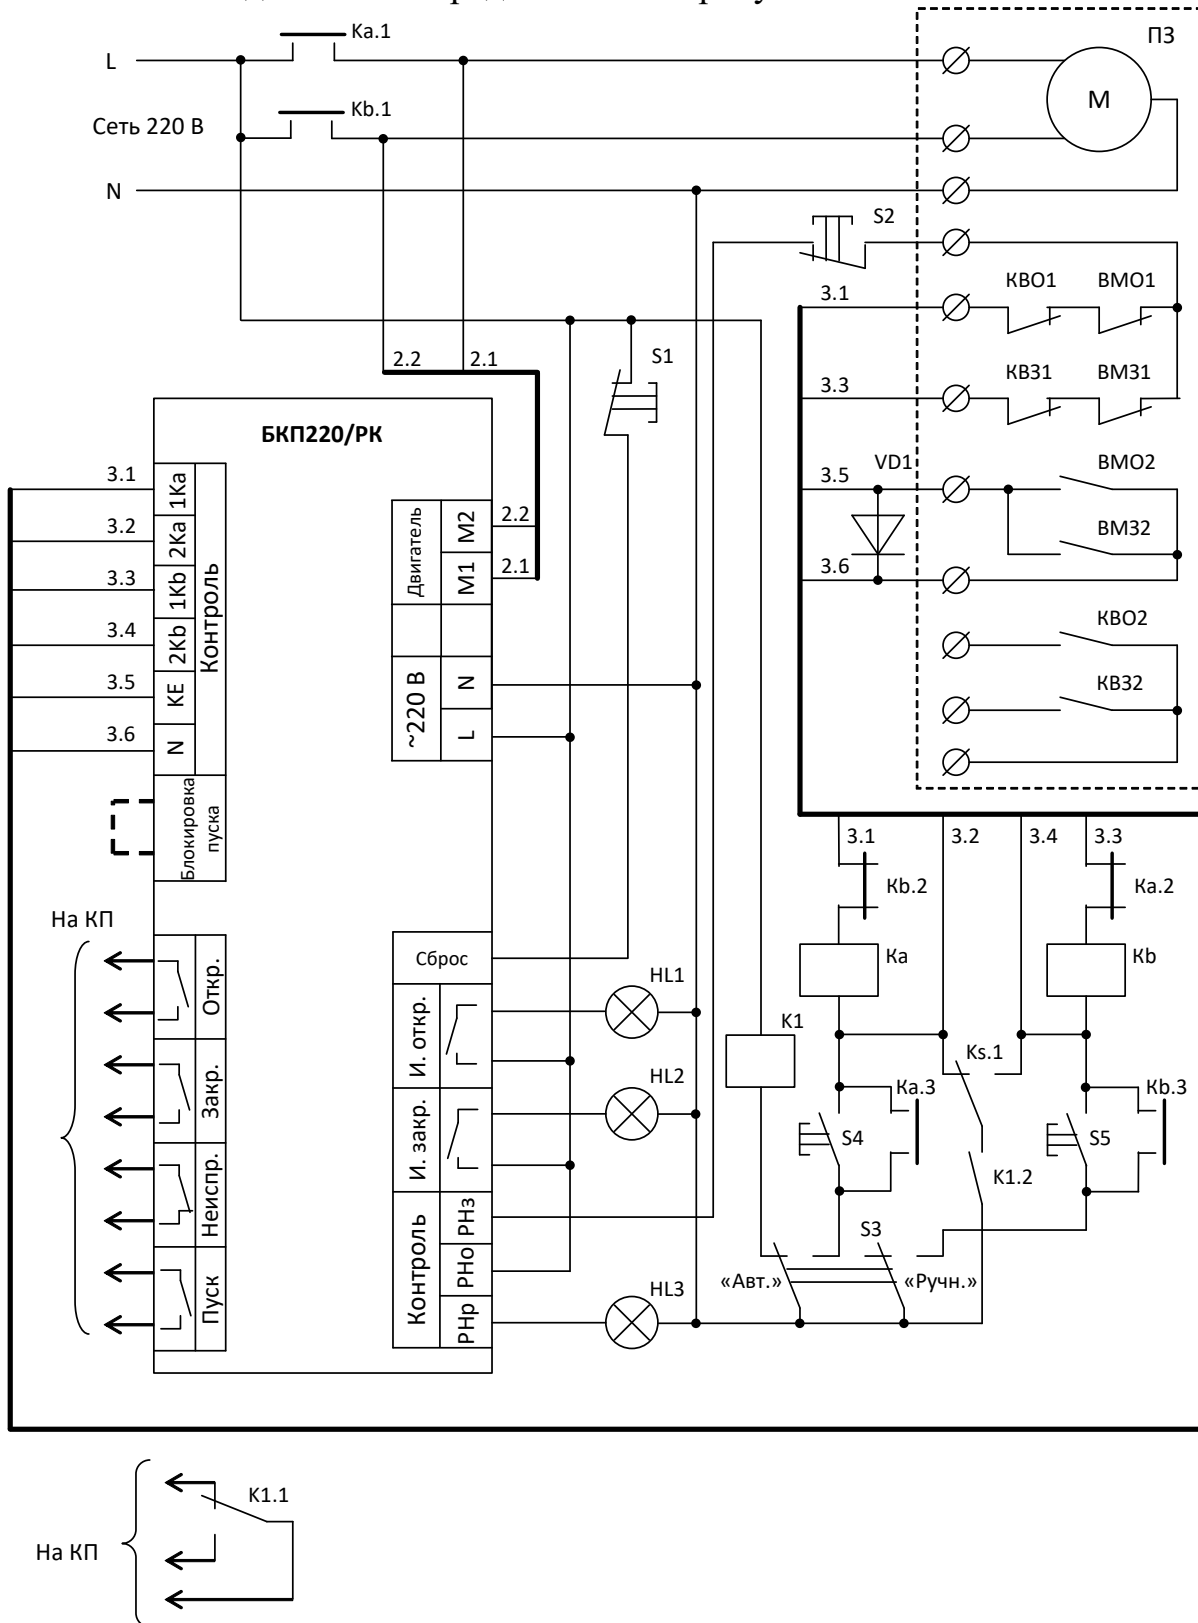 Ka.1
ПЗ
L
M
Kb.1
Сеть 220 В
N
S2
КВО1
ВМО1
3.1
2.2
2.1
S1
КВЗ1
ВМЗ1
3.3
БКП220/РК
VD1
ВМО2
3.5
3.1
1Ka
3.2
2Ka
3.3
1Kb
3.4
2Kb
3.5
KE
3.6
N
Контроль
Двигатель
M2
2.2
M1
2.1
ВМЗ2
3.6
КВО2
КВЗ2
~220 В
N
L
Блокировка
пуска
3.1
3.2
3.4
3.3
Kb.2
Ka.2
На КП
Откр.
Закр.
Неиспр.
Пуск
Сброс
И. откр.
И. закр.
Контроль
РНз
РНо
РНр
HL1
HL2
HL3
K1
Ka
Kb
Ks.1
Ka.3
Kb.3
S4
S5
K1.2
S3
«Авт.»
«Ручн.»
K1.1
На КП